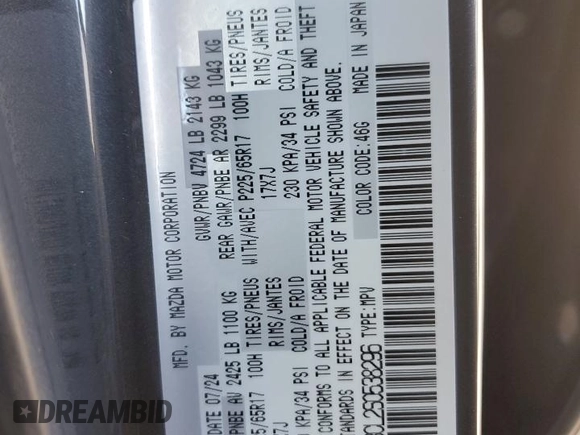 MFD. BY MAZDA MOTOR CORPORATION
DATE 07/24 GVWR/PNBV 4724 LB 2143 KG
PNBE AV 2425 LB 1100 KG REAR GAWR/PNBE AR 2299 LB 1043 KG
5/65R17 100H TIRES/PNEUS WITH/AVEC P225/65R17 100H TIRES/PNEUS
7J RIMS/JANTES 17X7J RIMS/JANTES
KPA/34 PSI COLD/A FROID 230 KPA/34 PSI COLD/A FROID
CONFORMS TO ALL APPLICABLE FEDERAL MOTOR VEHICLE SAFETY AND THEFT
STANDARDS IN EFFECT ON THE DATE OF MANUFACTURE SHOWN ABOVE.
TYPE:MPV COLOR CODE:46G MADE IN JAPAN
AUTOBIDMASTER